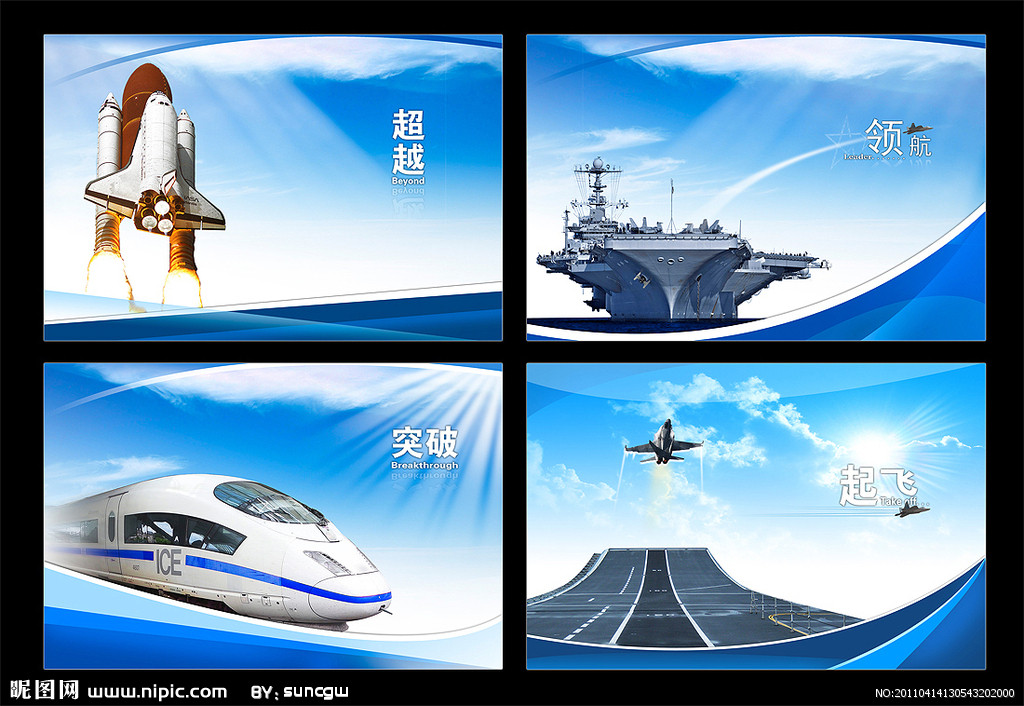 超越
Beyond
领航
Leader
突破
Breakthrough
ICE
起飞
Take off
昵图网 www.nipic.com BY:suncgw
NO:20110414130543202000